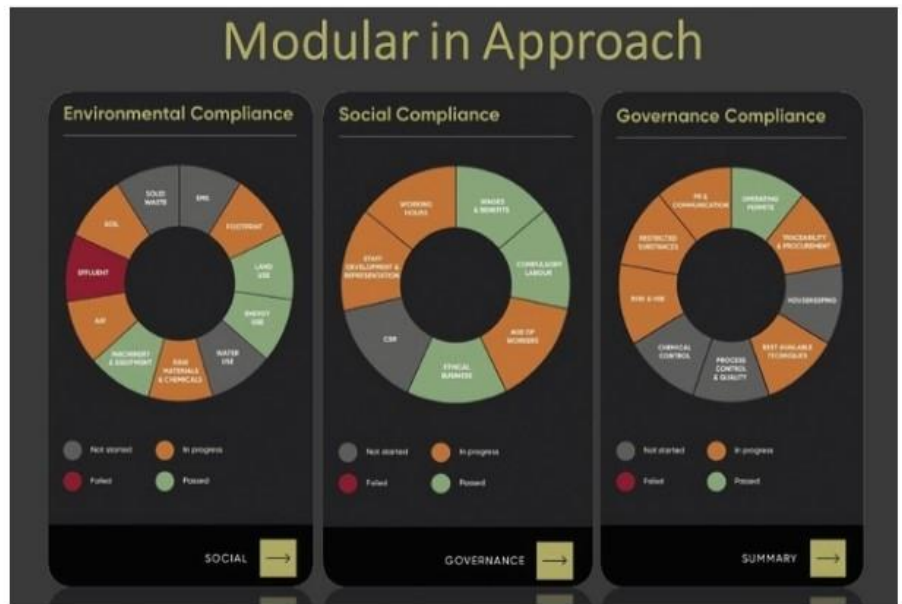 Modular in Approach
Environmental Compliance
SOLID
WASTE
EMS
FOOTPRINT
LAND
USE
ENERGY
USE
WATER
USE
RAW
MATERIALS
& CHEMICALS
MACHINERY
& EQUIPMENT
AIR
EFFLUENT
SOIL
Not started
In progress
Failed
Passed
SOCIAL
Social Compliance
WORKING
HOURS
WAGES
& BENEFITS
COMPULSORY
LABOUR
AGE OF
WORKERS
ETHICAL
BUSINESS
CSR
STAFF
DEVELOPMENT &
REPRESENTATION
Not started
In progress
Failed
Passed
GOVERNANCE
Governance Compliance
PR &
COMMUNICATION
OPERATING
PERMITS
TRACEABILITY
& PROCUREMENT
HOUSEKEEPING
BEST AVAILABLE
TECHNIQUES
PROCESS
CONTROL
& QUALITY
CHEMICAL
CONTROL
RESTRICTED
SUBSTANCES
Not started
In progress
Failed
Passed
SUMMARY